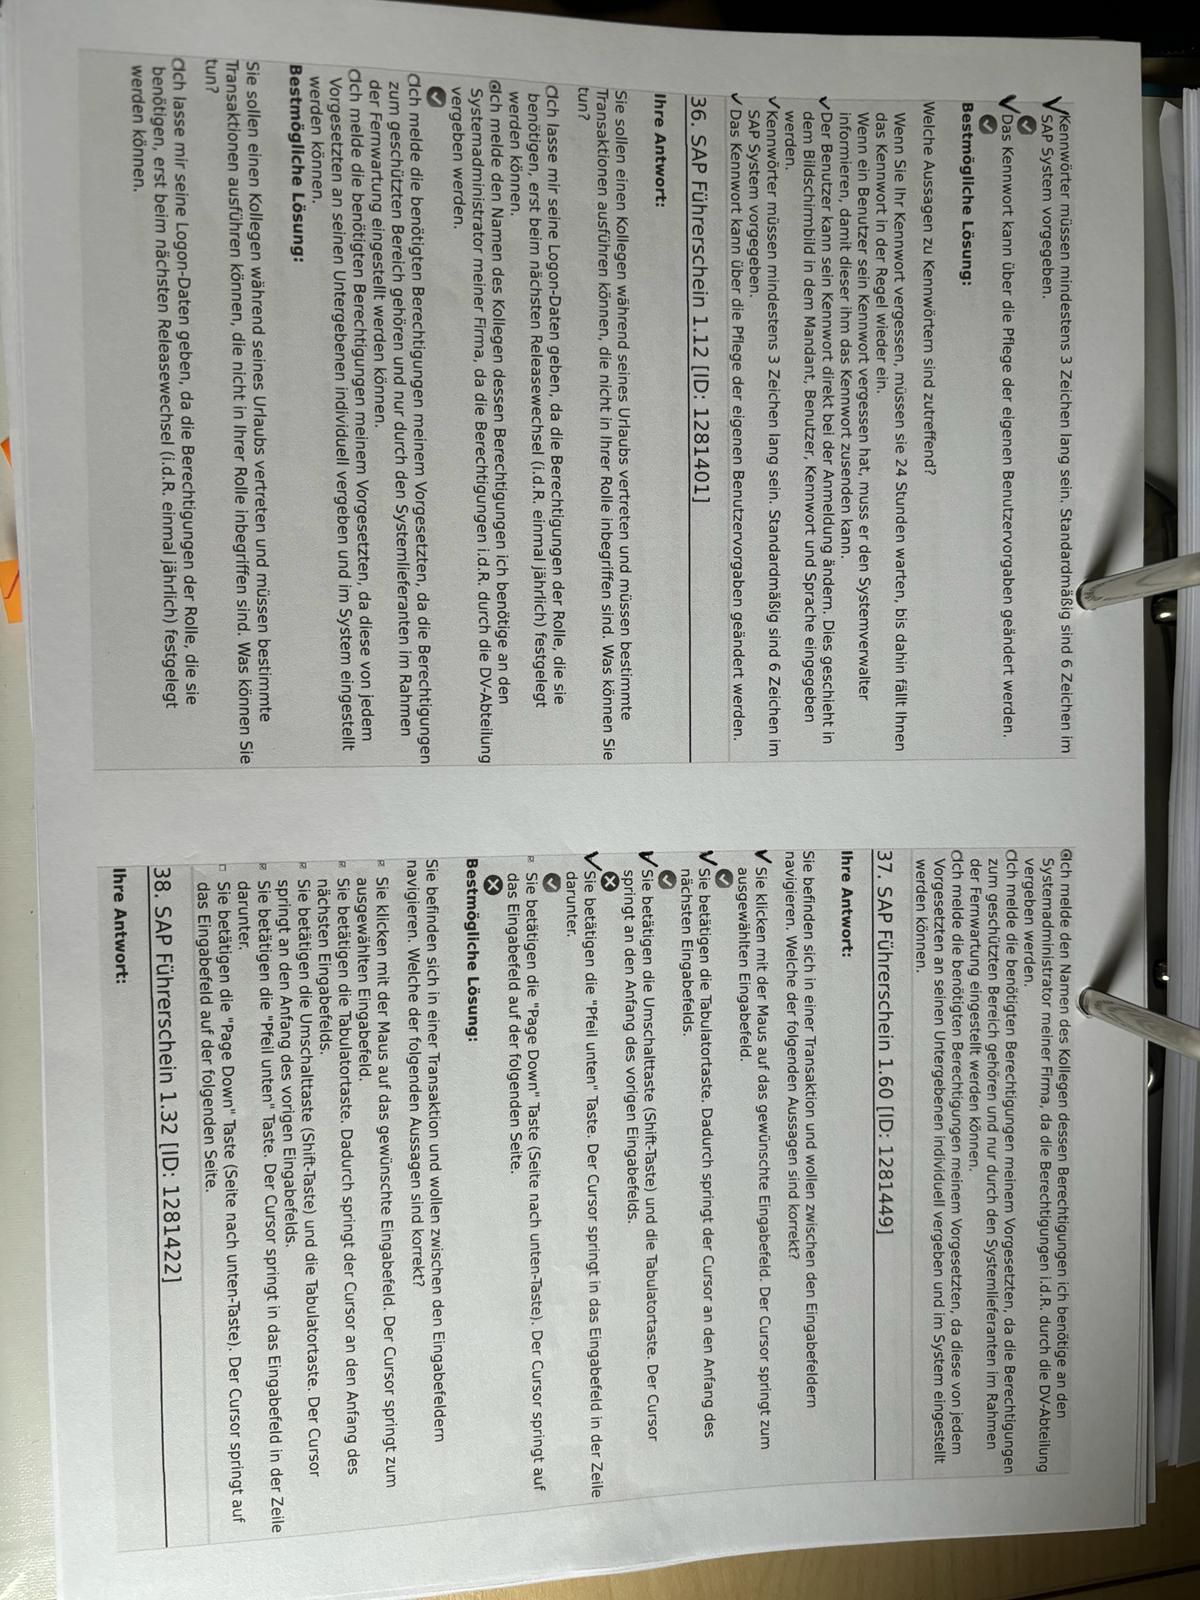 Kennwörter müssen mindestens 3 Zeichen lang sein. Standardmäßig sind 6 Zeichen im
SAP System vorgegeben.
Das Kennwort kann über die Pflege der eigenen Benutzervorgaben geändert werden.
Bestmögliche Lösung:
Welche Aussagen zu Kennwörtern sind zutreffend?
Wenn Sie Ihr Kennwort vergessen, müssen sie 24 Stunden warten, bis dahin fällt Ihnen
das Kennwort in der Regel wieder ein.
Wenn ein Benutzer sein Kennwort vergessen hat, muss er den Systemverwalter
informieren, damit dieser ihm das Kennwort zusenden kann.
Der Benutzer kann sein Kennwort direkt bei der Anmeldung ändern. Dies geschieht in
dem Bildschirmbild in dem Mandant, Benutzer, Kennwort und Sprache eingegeben
werden.
Kennwörter müssen mindestens 3 Zeichen lang sein. Standardmäßig sind 6 Zeichen im
SAP System vorgegeben.
Das Kennwort kann über die Pflege der eigenen Benutzervorgaben geändert werden.
36. SAP Führerschein 1.12 [ID: 1281401]
Ihre Antwort:
Sie sollen einen Kollegen während seines Urlaubs vertreten und müssen bestimmte
Transaktionen ausführen können, die nicht in Ihrer Rolle inbegriffen sind. Was können Sie
tun?
Ich lasse mir seine Logon-Daten geben, da die Berechtigungen der Rolle, die sie
benötigen, erst beim nächsten Releasewechsel (i.d.R. einmal jährlich) festgelegt
werden können.
Ich melde den Namen des Kollegen dessen Berechtigungen ich benötige an den
Systemadministrator meiner Firma, da die Berechtigungen i.d.R. durch die DV-Abteilung
vergeben werden.
Ich melde die benötigten Berechtigungen meinem Vorgesetzten, da die Berechtigungen
zum geschützten Bereich gehören und nur durch den Systemlieferanten im Rahmen
der Fernwartung eingestellt werden können.
Ich melde die benötigten Berechtigungen meinem Vorgesetzten, da diese von jedem
Vorgesetzten an seinen Untergebenen individuell vergeben und im System eingestellt
werden können.
Bestmögliche Lösung:
Sie sollen einen Kollegen während seines Urlaubs vertreten und müssen bestimmte
Transaktionen ausführen können, die nicht in Ihrer Rolle inbegriffen sind. Was können Sie
tun?
Ich lasse mir seine Logon-Daten geben, da die Berechtigungen der Rolle, die sie
benötigen, erst beim nächsten Releasewechsel (i.d.R. einmal jährlich) festgelegt
werden können.
Ich melde den Namen des Kollegen dessen Berechtigungen ich benötige an den
Systemadministrator meiner Firma, da die Berechtigungen i.d.R. durch die DV-Abteilung
vergeben werden.
Ich melde die benötigten Berechtigungen meinem Vorgesetzten, da die Berechtigungen
zum geschützten Bereich gehören und nur durch den Systemlieferanten im Rahmen
der Fernwartung eingestellt werden können.
Ich melde die benötigten Berechtigungen meinem Vorgesetzten, da diese von jedem
Vorgesetzten an seinen Untergebenen individuell vergeben und im System eingestellt
werden können.
37. SAP Führerschein 1.60 [ID: 1281449]
Ihre Antwort:
Sie befinden sich in einer Transaktion und wollen zwischen den Eingabefeldern
navigieren. Welche der folgenden Aussagen sind korrekt?
Sie klicken mit der Maus auf das gewünschte Eingabefeld. Der Cursor springt zum
ausgewählten Eingabefeld.
Sie betätigen die Tabulatortaste. Dadurch springt der Cursor an den Anfang des
nächsten Eingabefelds.
Sie betätigen die Umschalttaste (Shift-Taste) und die Tabulatortaste. Der Cursor
springt an den Anfang des vorigen Eingabefelds.
Sie betätigen die "Pfeil unten" Taste. Der Cursor springt in das Eingabefeld in der Zeile
darunter.
Sie betätigen die "Page Down" Taste (Seite nach unten-Taste). Der Cursor springt auf
das Eingabefeld auf der folgenden Seite.
Bestmögliche Lösung:
Sie befinden sich in einer Transaktion und wollen zwischen den Eingabefeldern
navigieren. Welche der folgenden Aussagen sind korrekt?
Sie klicken mit der Maus auf das gewünschte Eingabefeld. Der Cursor springt zum
ausgewählten Eingabefeld.
Sie betätigen die Tabulatortaste. Dadurch springt der Cursor an den Anfang des
nächsten Eingabefelds.
Sie betätigen die Umschalttaste (Shift-Taste) und die Tabulatortaste. Der Cursor
springt an den Anfang des vorigen Eingabefelds.
Sie betätigen die "Pfeil unten" Taste. Der Cursor springt in das Eingabefeld in der Zeile
darunter.
Sie betätigen die "Page Down" Taste (Seite nach unten-Taste). Der Cursor springt auf
das Eingabefeld auf der folgenden Seite.
38. SAP Führerschein 1.32 [ID: 1281422]
Ihre Antwort: